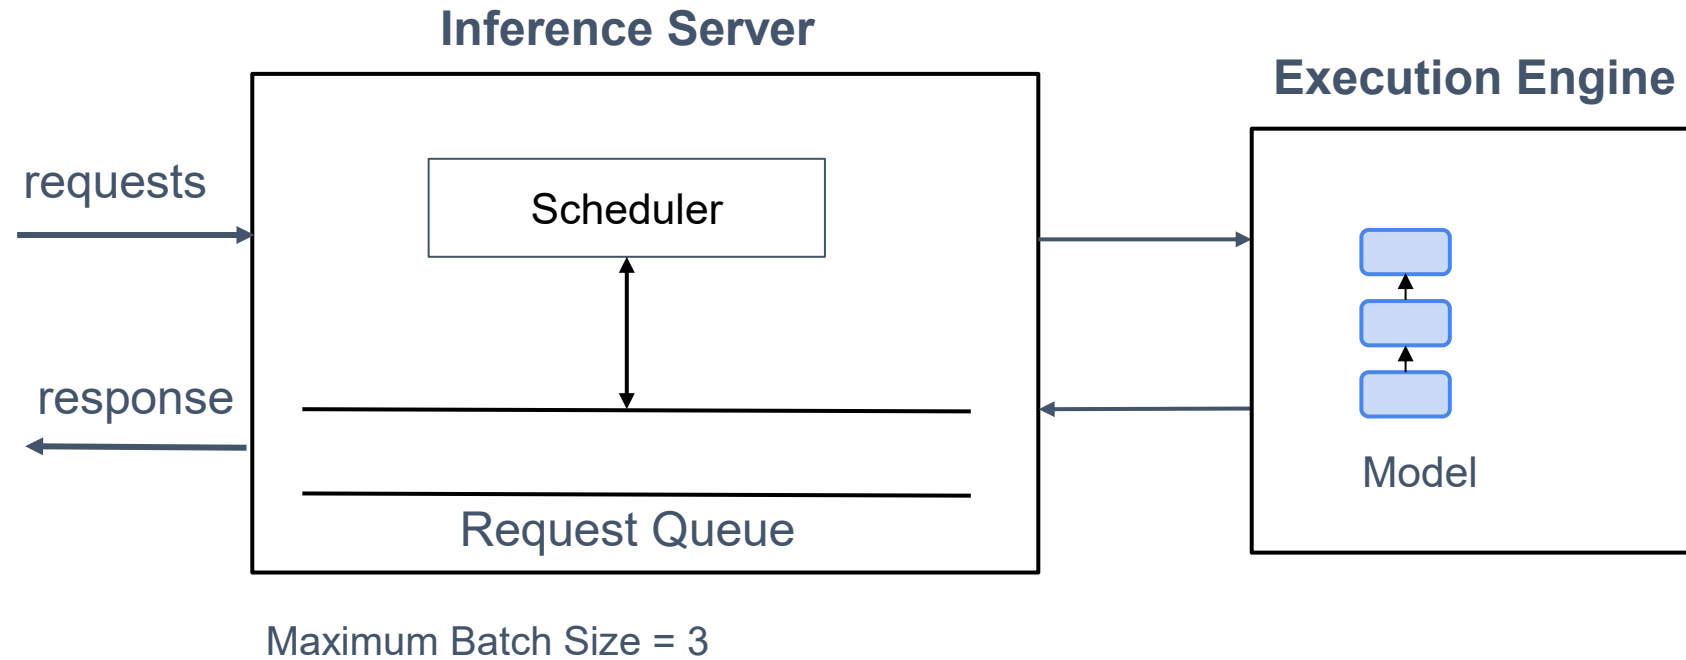 Inference Server
Execution Engine
requests
Scheduler
response
Model
Request Queue
Maximum Batch Size = 3